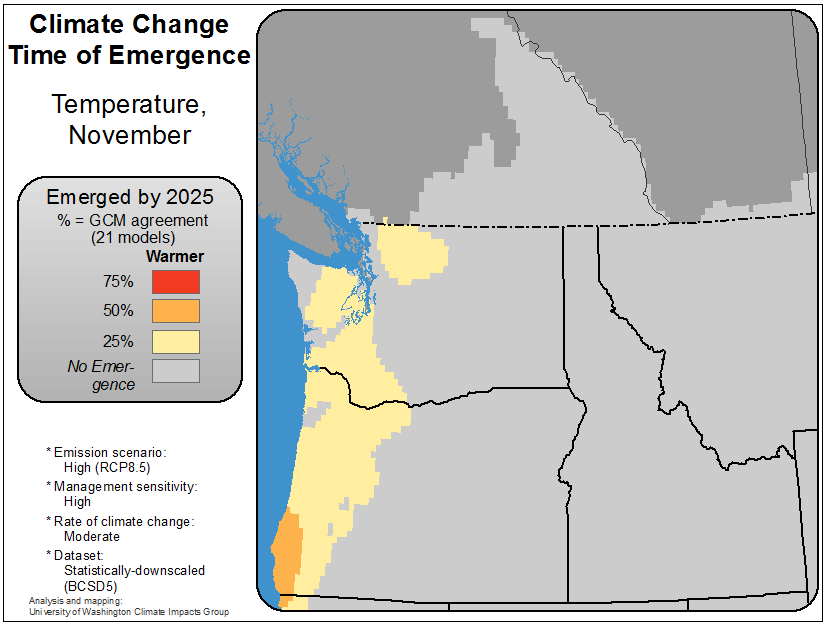 Climate Change
Time of Emergence
Temperature,
November
Emerged by 2025
% = GCM agreement
(21 models)
Warmer
75%
50%
25%
No Emer-
gence
* Emission scenario:
High (RCP8.5)
* Management sensitivity:
High
* Rate of climate change:
Moderate
* Dataset:
Statistically-downscaled
(BCSD5)
Analysis and mapping:
University of Washington Climate Impacts Group